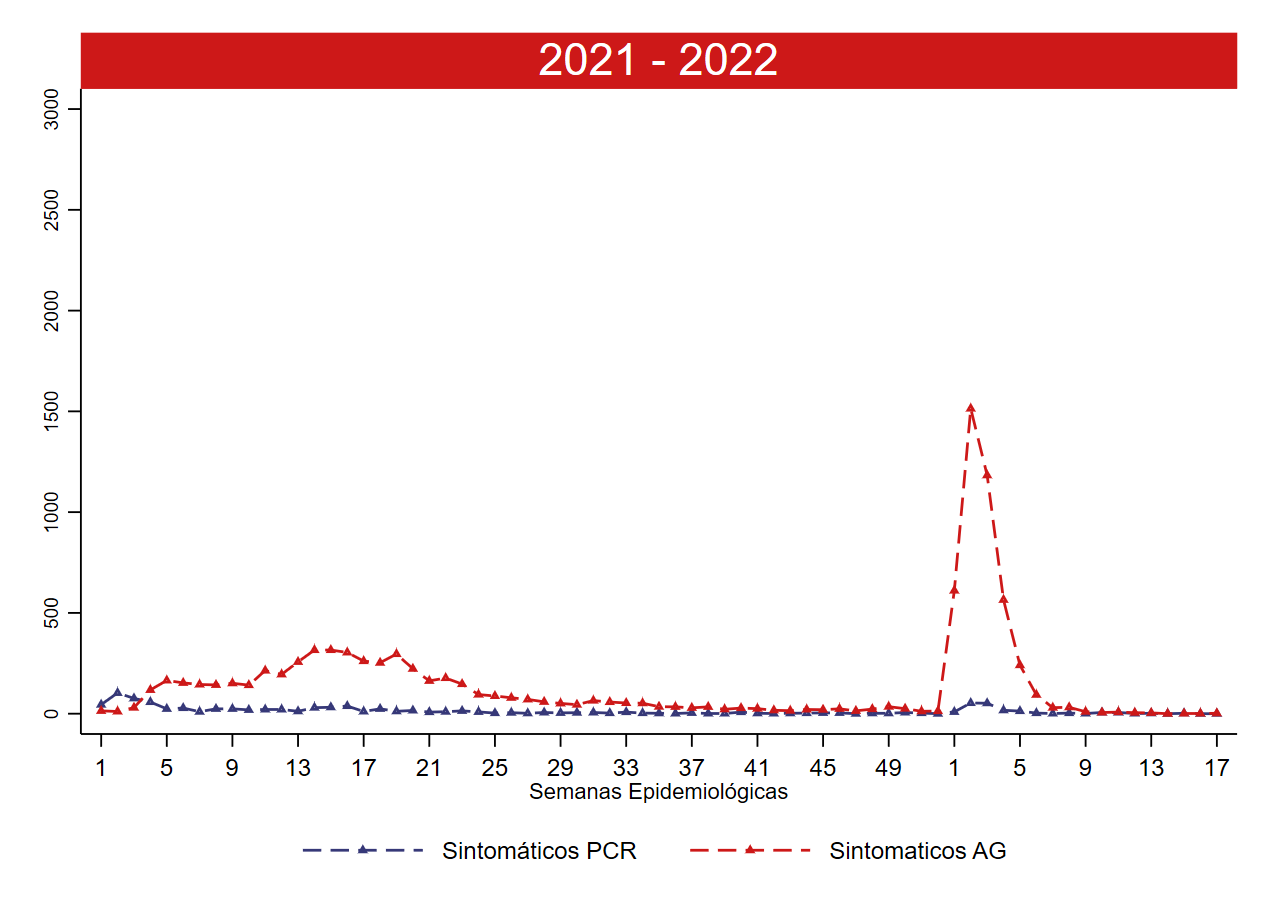 2021 - 2022
3000
2500
2000
1500
1000
500
0
1 5 9 13 17 21 25 29 33 37 41 45 49 1 5 9 13 17
Semanas Epidemiológicas
Sintomáticos PCR Sintomaticos AG